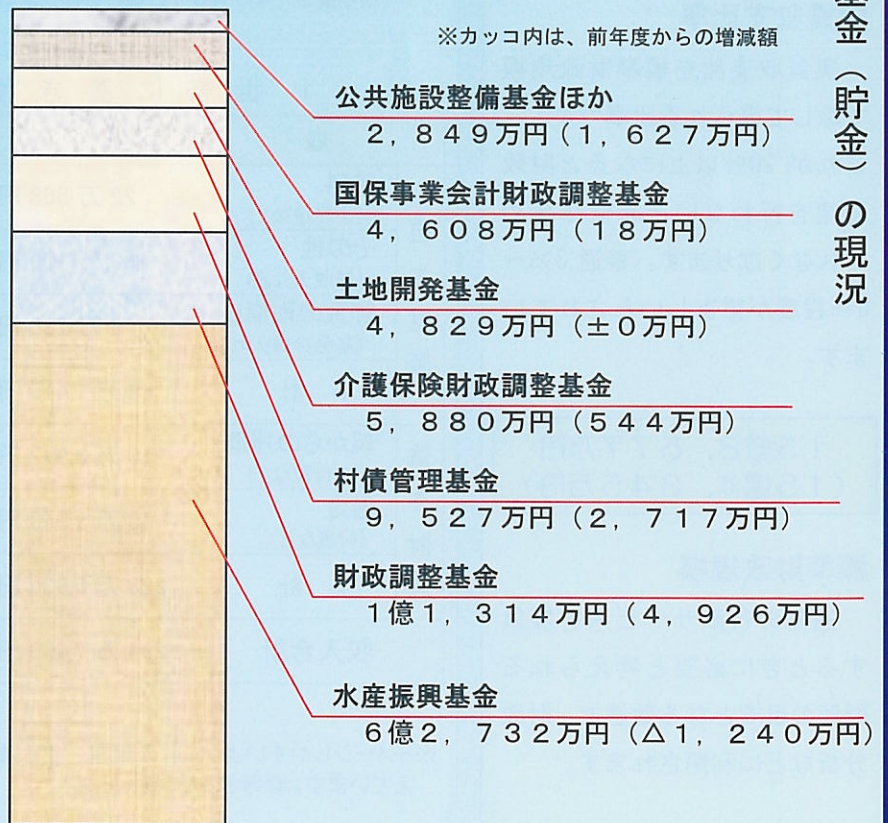 基金（貯金）の現況
※カッコ内は、前年度からの増減額
公共施設整備基金ほか
２，８４９万円（１，６２７万円）
国保事業会計財政調整基金
４，６０８万円（１８万円）
土地開発基金
４，８２９万円（±０万円）
介護保険財政調整基金
５，８８０万円（５４４万円）
村債管理基金
９，５２７万円（２，７１７万円）
財政調整基金
１億１，３１４万円（４，９２６万円）
水産振興基金
６億２，７３２万円（△１，２４０万円）